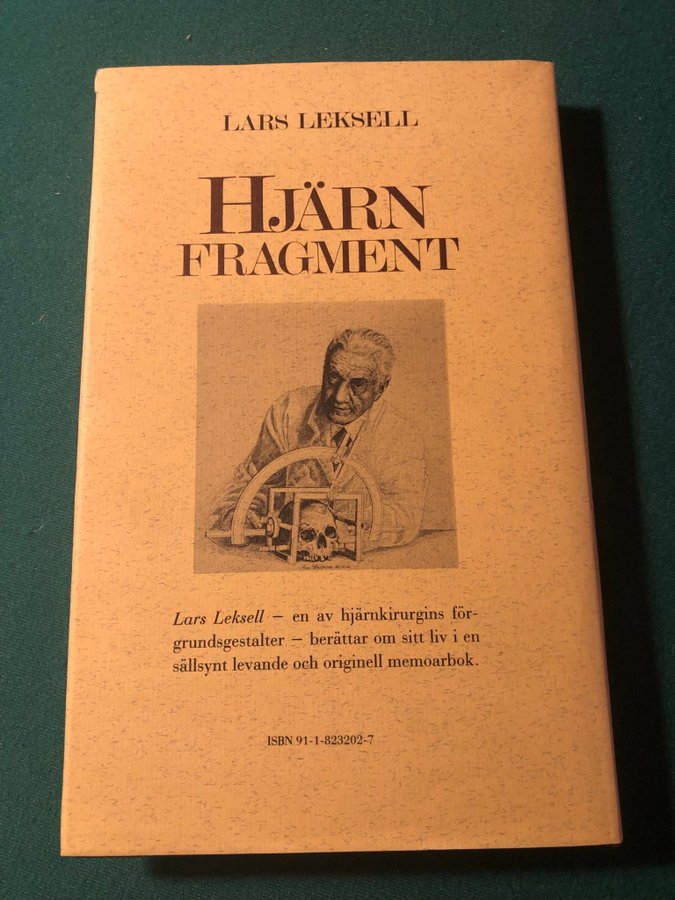 LARS LEKSELL
HJÄRN
FRAGMENT
Lars Leksell – en av hjärnkirurgins för-
grundsgestalter – berättar om sitt liv i en
sällsynt levande och originell memoarbok.
ISBN 91-1-823202-7